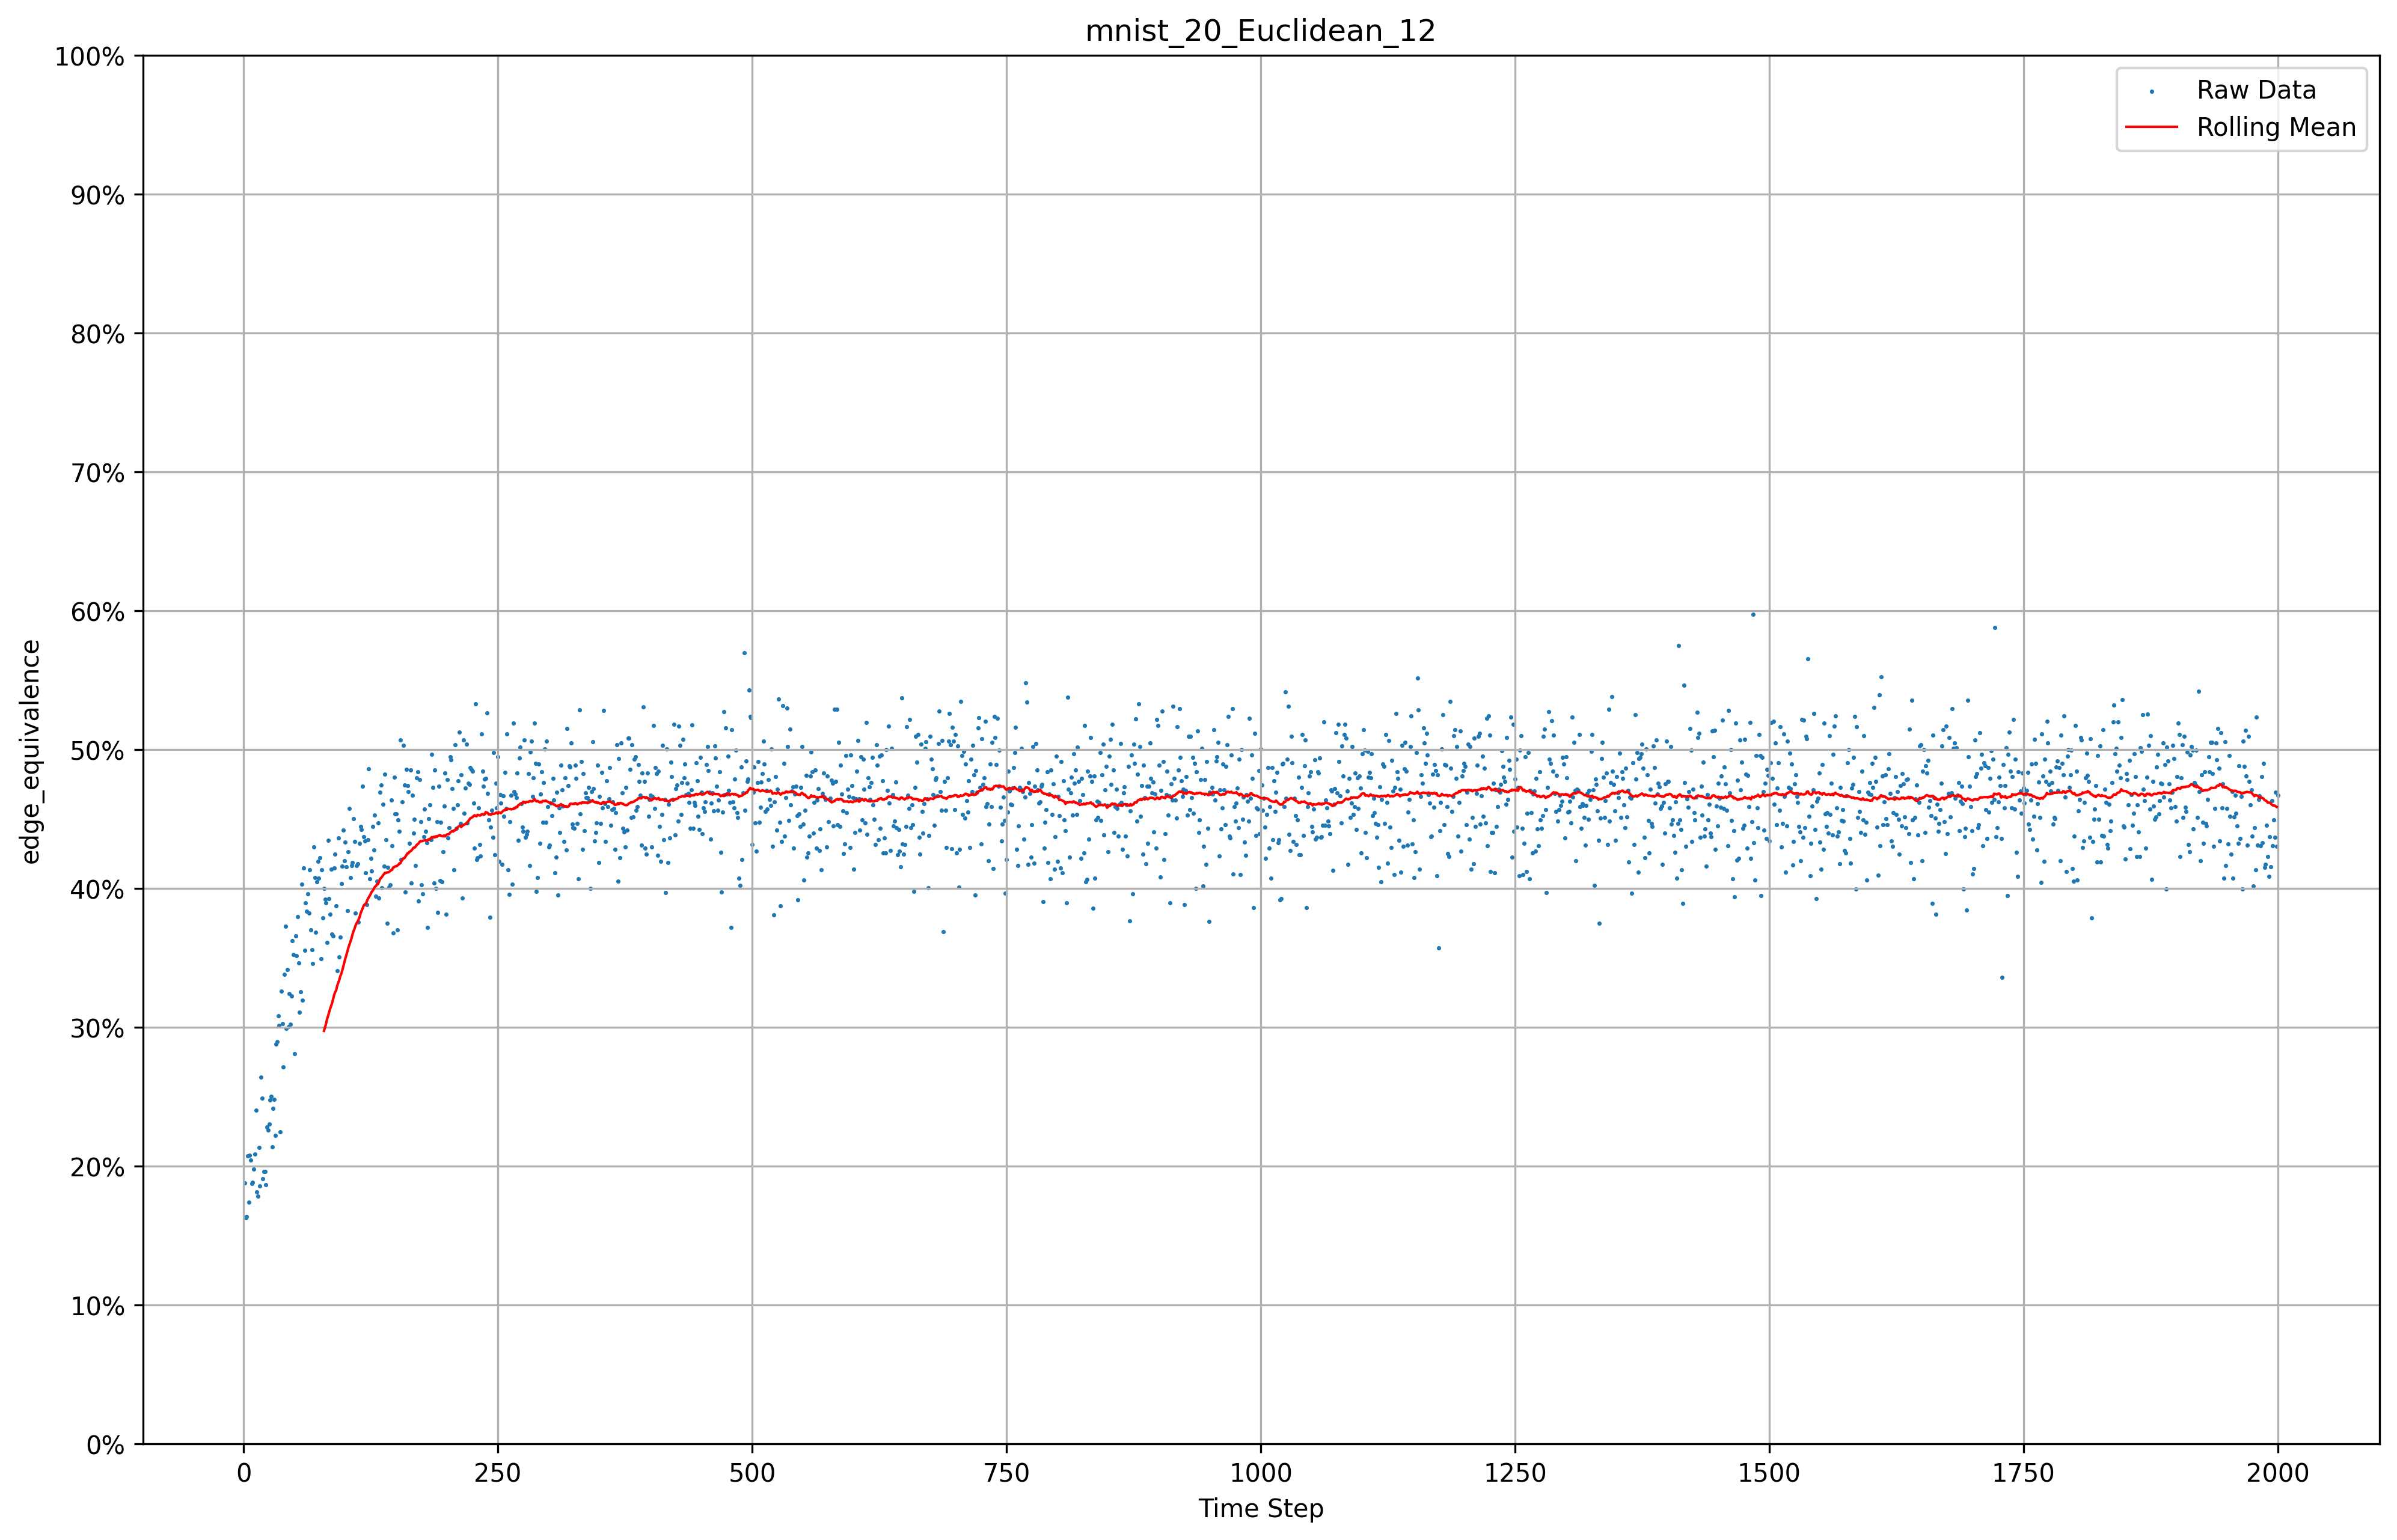 mnist_20_Euclidean_12
100%
90%
80%
70%
60%
50%
40%
30%
20%
10%
0%
edge_equivalence
Raw Data
Rolling Mean
0 250 500 750 1000 1250 1500 1750 2000
Time Step